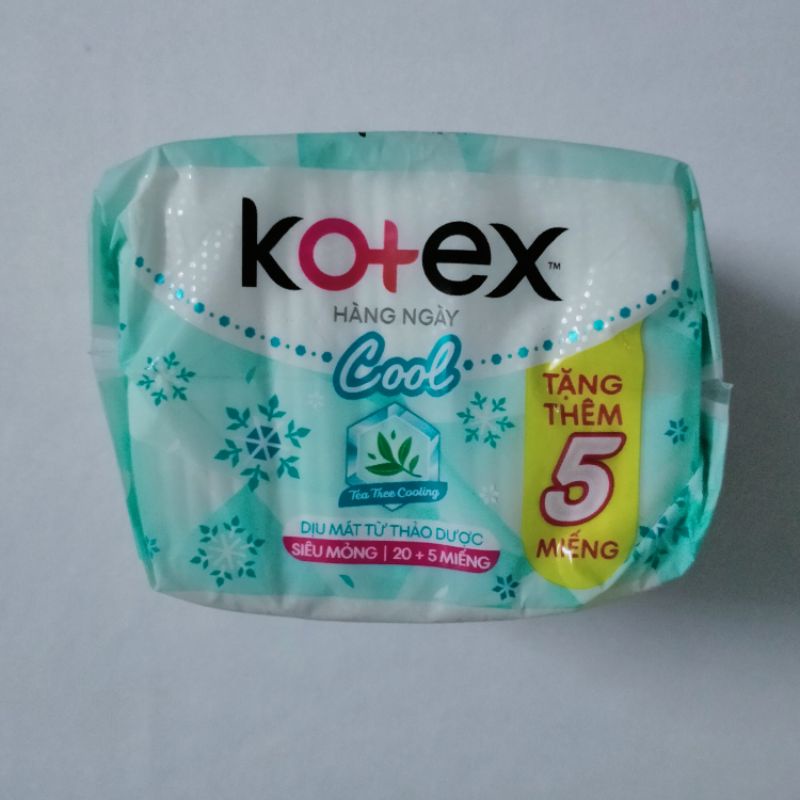 kotex™
HÀNG NGÀY
Cool
Tea Tree Cooling
DỊU MÁT TỪ THẢO DƯỢC
SIÊU MỎNG | 20 + 5 MIẾNG
TẶNG
THÊM
5
MIẾNG